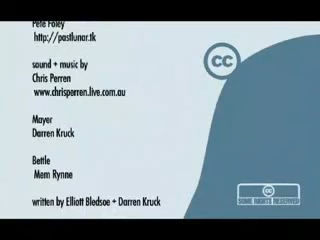 Pete Foley
http://pastlunar.tk
sound + music by
Chris Perren
www.chrisperren.live.com.au
Mayer
Darren Kruck
Bettle
Mem Rynne
written by Elliott Bledsoe + Darren Kruck
cc
cc
SOME RIGHTS RESERVED